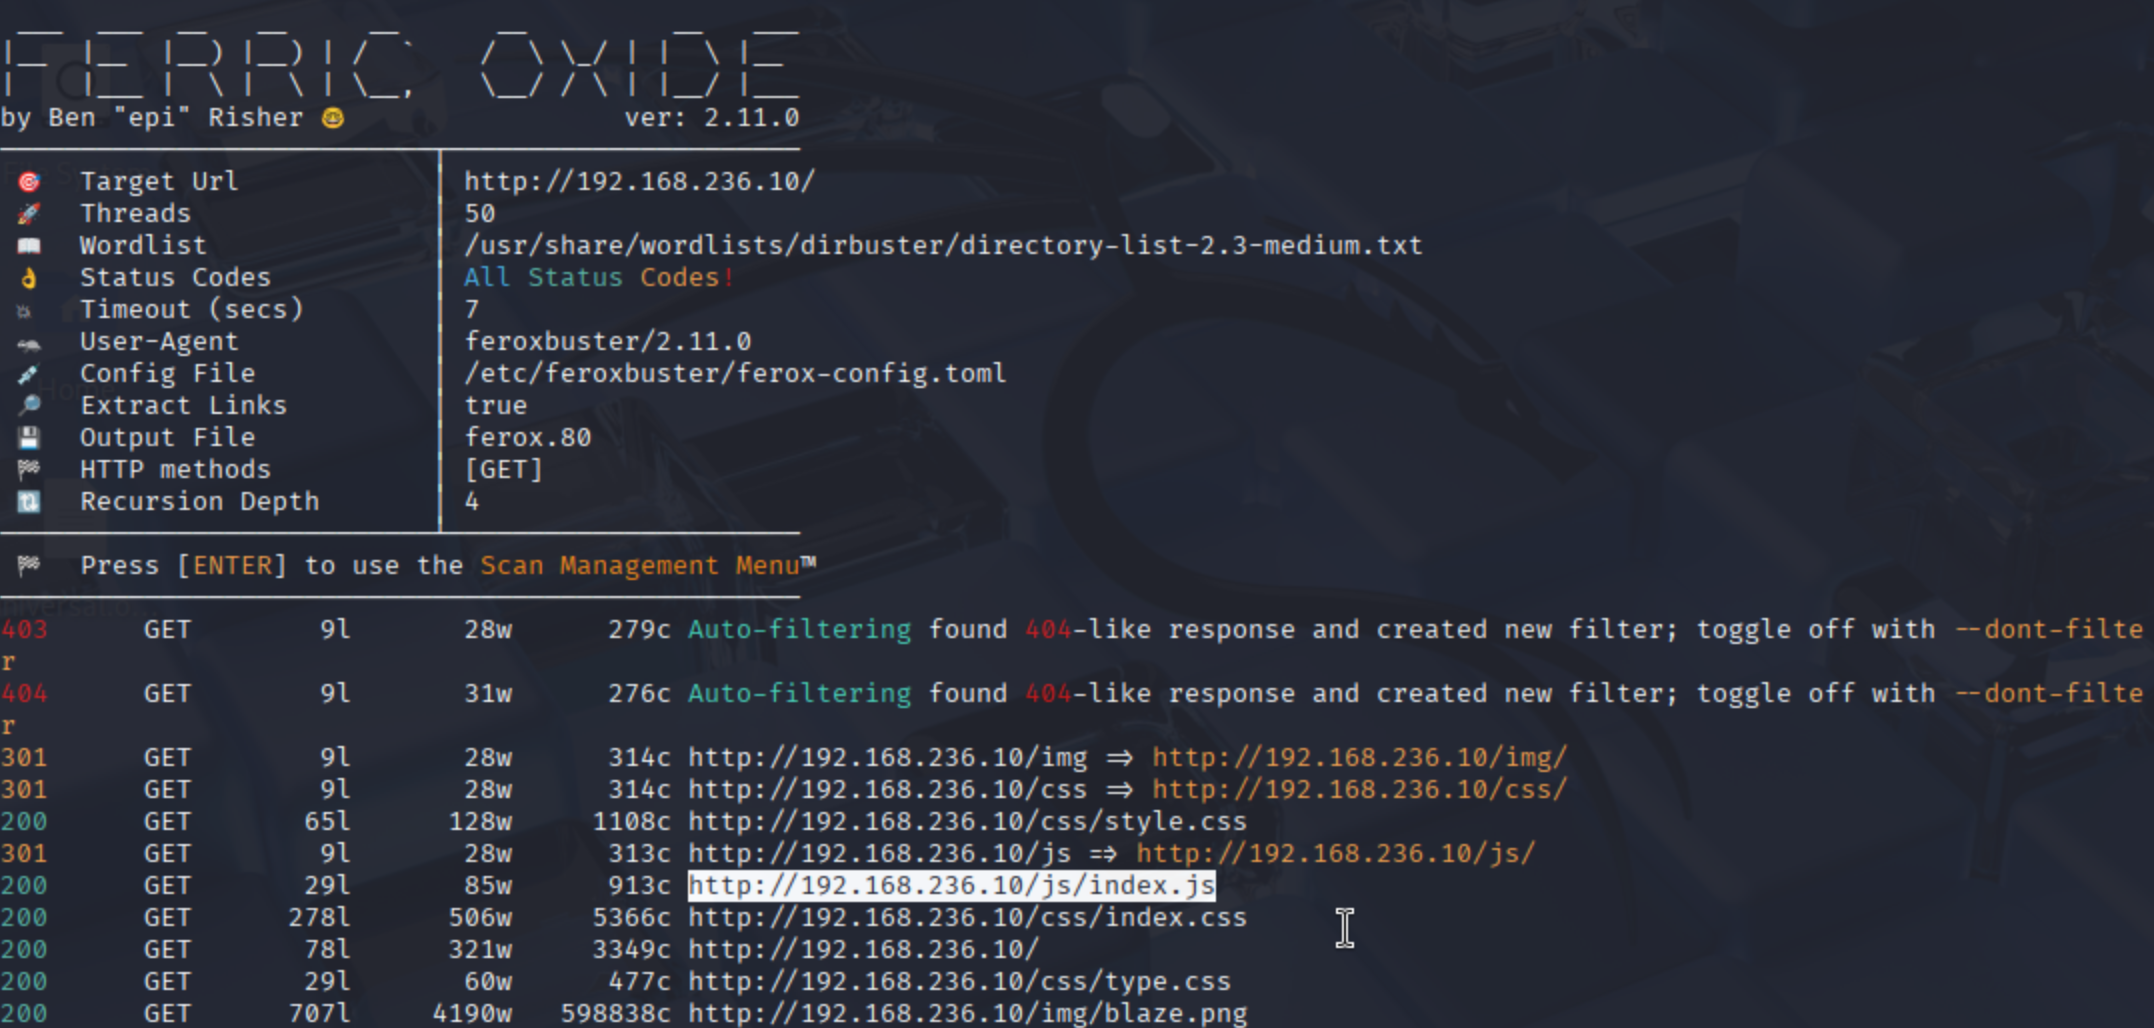 FERRIC OXIDE
by Ben "epi" Risher 🤓 ver: 2.11.0
🎯 Target Url │ http://192.168.236.10/
🚀 Threads │ 50
📖 Wordlist │ /usr/share/wordlists/dirbuster/directory-list-2.3-medium.txt
👌 Status Codes │ All Status Codes!
💥 Timeout (secs) │ 7
🦡 User-Agent │ feroxbuster/2.11.0
💉 Config File │ /etc/feroxbuster/ferox-config.toml
🔎 Extract Links │ true
💾 Output File │ ferox.80
🏁 HTTP methods │ [GET]
🔃 Recursion Depth │ 4
🏁 Press [ENTER] to use the Scan Management Menu™
403 GET 9l 28w 279c Auto-filtering found 404-like response and created new filter; toggle off with --dont-filte
r
404 GET 9l 31w 276c Auto-filtering found 404-like response and created new filter; toggle off with --dont-filte
r
301 GET 9l 28w 314c http://192.168.236.10/img => http://192.168.236.10/img/
301 GET 9l 28w 314c http://192.168.236.10/css => http://192.168.236.10/css/
200 GET 65l 128w 1108c http://192.168.236.10/css/style.css
301 GET 9l 28w 313c http://192.168.236.10/js => http://192.168.236.10/js/
200 GET 29l 85w 913c http://192.168.236.10/js/index.js
200 GET 278l 506w 5366c http://192.168.236.10/css/index.css
200 GET 78l 321w 3349c http://192.168.236.10/
200 GET 29l 60w 477c http://192.168.236.10/css/type.css
200 GET 707l 4190w 598838c http://192.168.236.10/img/blaze.png